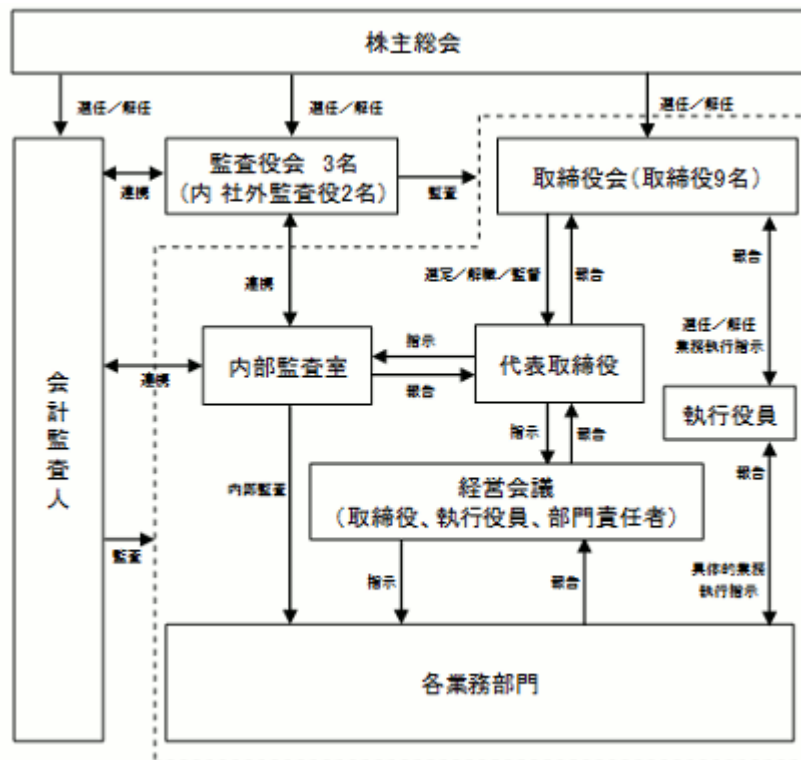 株主総会
選任/解任
選任/解任
選任/解任
監査役会 3名
(内 社外監査役2名)
取締役会(取締役9名)
連携
監査
連携
選定/解職/監督
報告
報告
選任/解任
業務執行指示
指示
内部監査室
代表取締役
連携
報告
会計監査人
執行役員
指示
報告
内部監査
経営会議
(取締役、執行役員、部門責任者)
報告
監査
指示
報告
具体的業務
執行指示
各業務部門